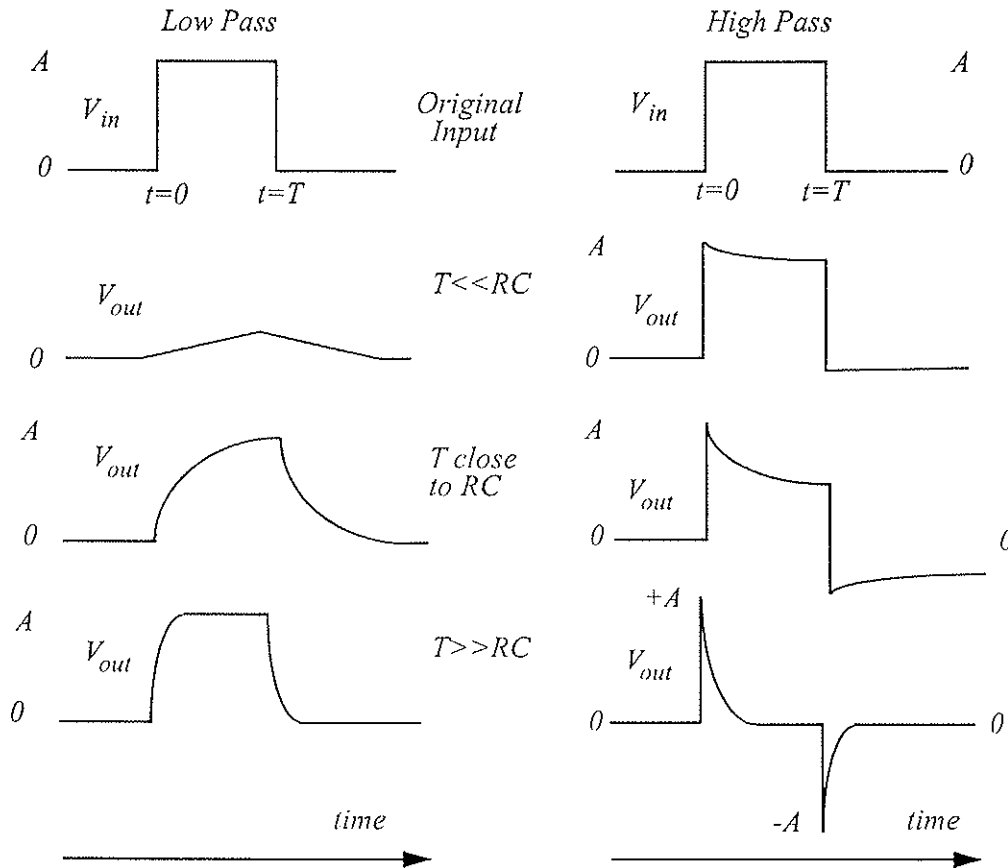 Low Pass
High Pass
A
V_in
0
t=0
t=T
Original
Input
V_in
A
0
t=0
t=T
V_out
0
T<<RC
A
V_out
0
A
V_out
0
T close
to RC
A
V_out
0
0
A
V_out
0
T>>RC
+A
V_out
0
0
-A
time
time